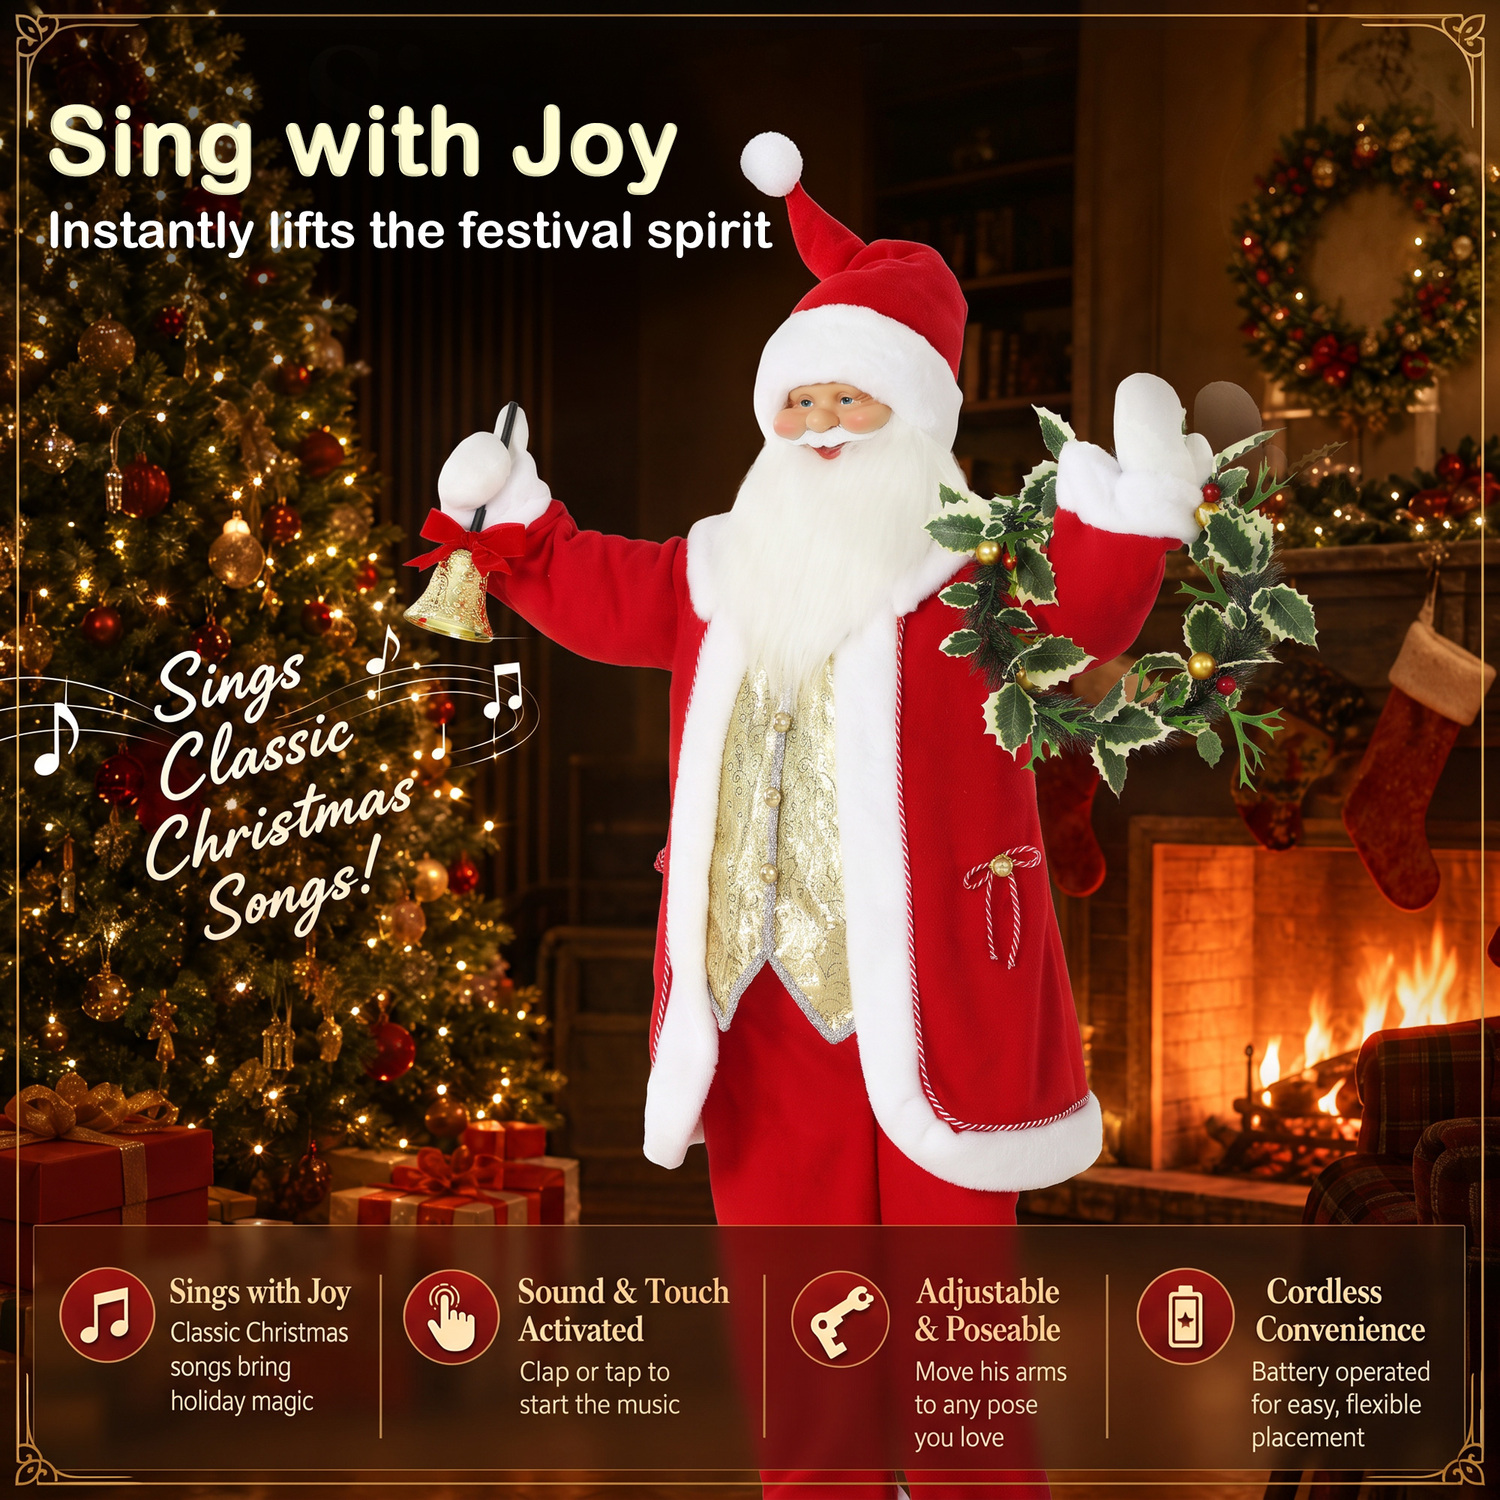 Sing with Joy
Instantly lifts the festival spirit
Sings
Classic
Christmas
Songs!
Sings with Joy
Classic Christmas
songs bring
holiday magic
Sound & Touch
Activated
Clap or tap to
start the music
Adjustable
& Poseable
Move his arms
to any pose
you love
Cordless
Convenience
Battery operated
for easy, flexible
placement